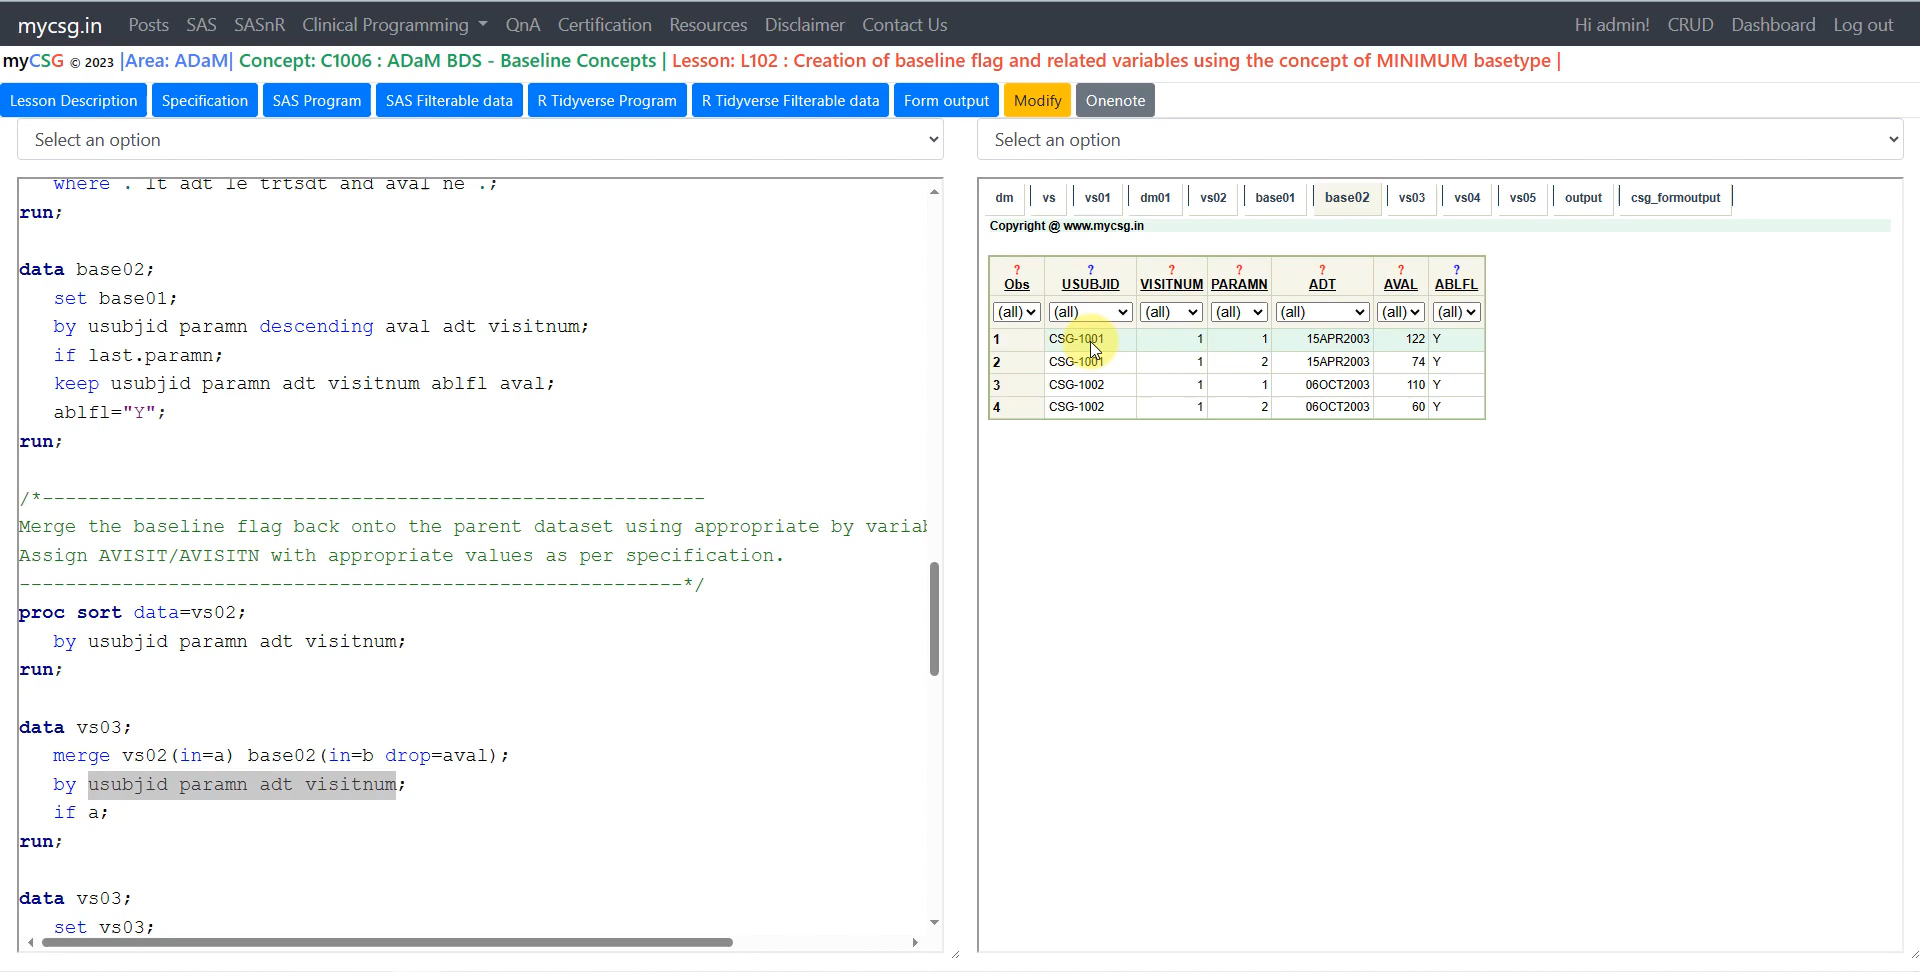 mycsg.in Posts SAS SASnR Clinical Programming QnA Certification Resources Disclaimer Contact Us Hi admin! CRUD Dashboard Log out
myCSG © 2023 |Area: ADaM| Concept: C1006 : ADaM BDS - Baseline Concepts | Lesson: L102 : Creation of baseline flag and related variables using the concept of MINIMUM basetype |
Lesson Description Specification SAS Program SAS Filterable data R Tidyverse Program R Tidyverse Filterable data Form output Modify Onenote
Select an option
where . lt adt le trtsdt and aval ne .;
run;
data base02;
set base01;
by usubjid paramn descending aval adt visitnum;
if last.paramn;
keep usubjid paramn adt visitnum ablfl aval;
ablfl="Y";
run;
/*----------------------------------------------------------
Merge the baseline flag back onto the parent dataset using appropriate by variab
Assign AVISIT/AVISITN with appropriate values as per specification.
----------------------------------------------------------*/
proc sort data=vs02;
by usubjid paramn adt visitnum;
run;
data vs03;
merge vs02(in=a) base02(in=b drop=aval);
by usubjid paramn adt visitnum;
if a;
run;
data vs03;
set vs03;
Select an option
dm vs vs01 dm01 vs02 base01 base02 vs03 vs04 vs05 output csg_formoutput
Copyright @ www.mycsg.in
? ? ? ? ? ? ?
Obs USUBJID VISITNUM PARAMN ADT AVAL ABLFL
(all) (all) (all) (all) (all) (all) (all)
1 CSG-1001 1 1 15APR2003 122 Y
2 CSG-1001 1 2 15APR2003 74 Y
3 CSG-1002 1 1 06OCT2003 110 Y
4 CSG-1002 1 2 06OCT2003 60 Y